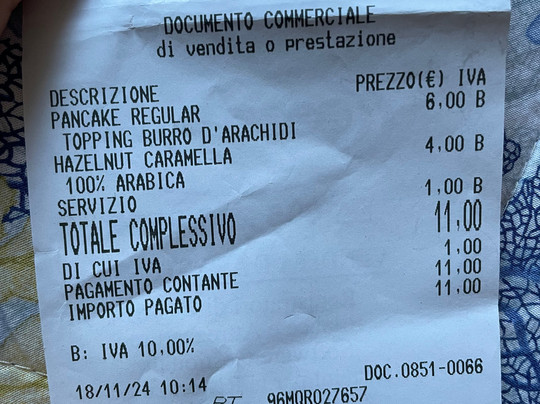 DOCUMENTO COMMERCIALE
di vendita o prestazione
DESCRIZIONE PREZZO(€) IVA
PANCAKE REGULAR 6,00 B
TOPPING BURRO D'ARACHIDI
HAZELNUT CARAMELLA 4,00 B
100% ARABICA
SERVIZIO 1,00 B
TOTALE COMPLESSIVO 11,00
DI CUI IVA 1,00
PAGAMENTO CONTANTE 11,00
IMPORTO PAGATO 11,00
B: IVA 10,00%
18/11/24 10:14 DOC.0851-0066
RT 96MQR027657